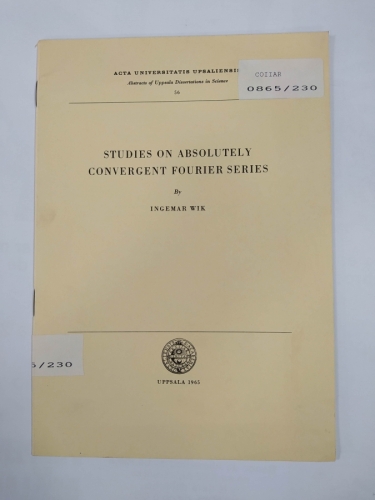 ACTA UNIVERSITATIS UPSALIENSIS
Abstracts of Uppsala Dissertations in Science
COIIAR
0865/230
STUDIES ON ABSOLUTELY
CONVERGENT FOURIER SERIES
By
INGEMAR WIK
5/230
UPPSALA 1965